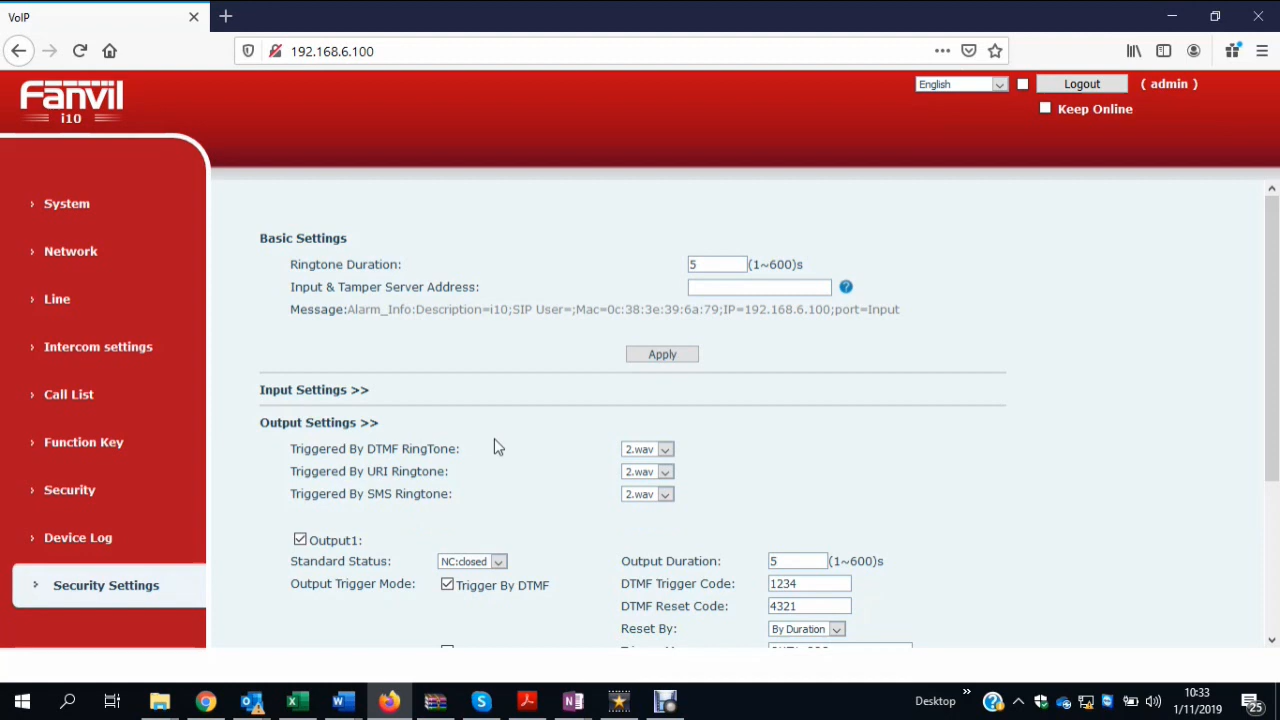 VoIP
192.168.6.100
Fanvil
i10
English
Logout
( admin )
Keep Online
System
Network
Line
Intercom settings
Call List
Function Key
Security
Device Log
Security Settings
Basic Settings
Ringtone Duration:
5
(1~600)s
Input & Tamper Server Address:
Message:Alarm_Info:Description=i10;SIP User=;Mac=0c:38:3e:39:6a:79;IP=192.168.6.100;port=Input
Apply
Input Settings >>
Output Settings >>
Triggered By DTMF RingTone:
2.wav
Triggered By URI Ringtone:
2.wav
Triggered By SMS Ringtone:
2.wav
Output1:
Standard Status:
NC:closed
Output Duration:
5
(1~600)s
Output Trigger Mode:
Trigger By DTMF
DTMF Trigger Code:
1234
DTMF Reset Code:
4321
Reset By:
By Duration
Desktop
10:33
1/11/2019
25